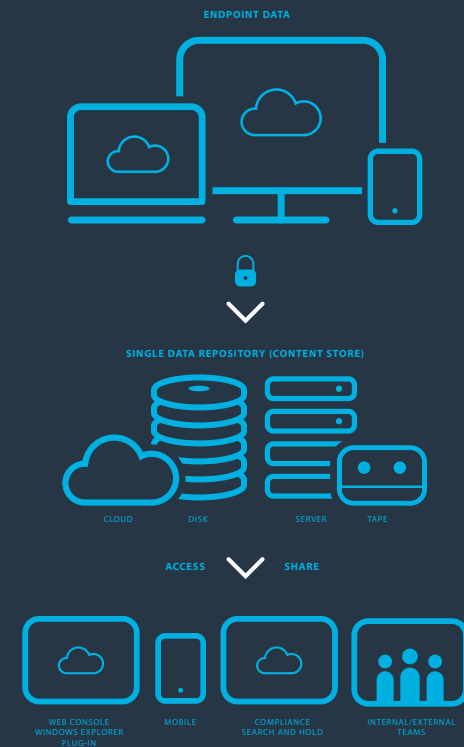 ENDPOINT DATA
SINGLE DATA REPOSITORY (CONTENT STORE)
CLOUD DISK SERVER TAPE
ACCESS SHARE
WEB CONSOLE
WINDOWS EXPLORER
PLUG-IN
MOBILE
COMPLIANCE
SEARCH AND HOLD
INTERNAL/EXTERNAL
TEAMS